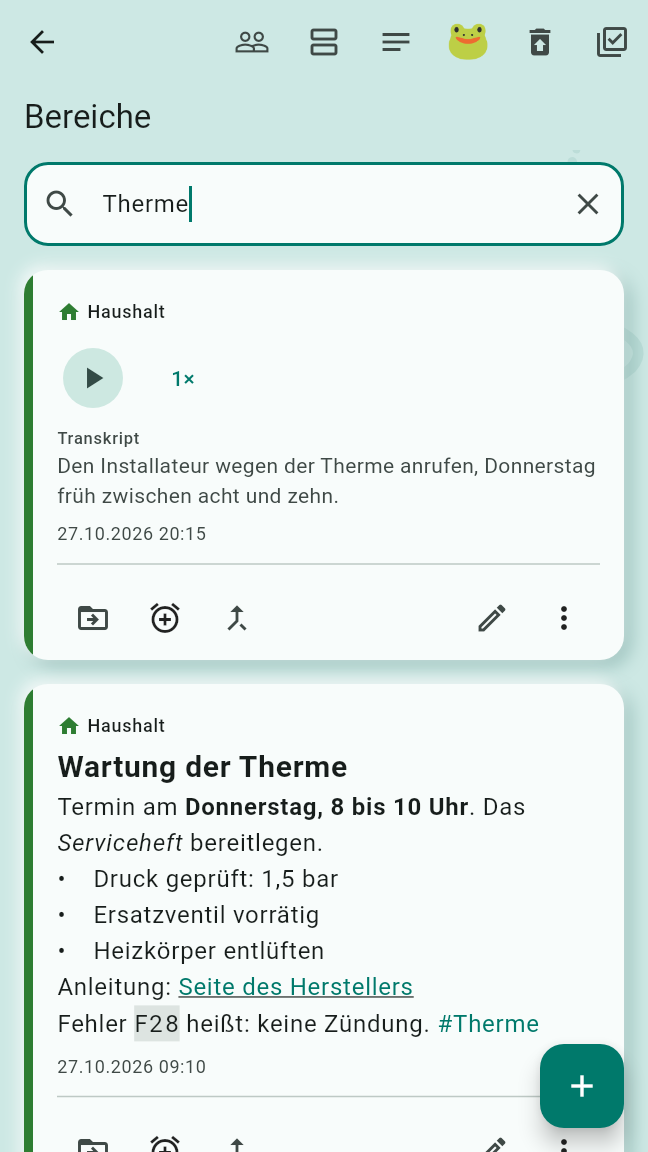 Bereiche
Therme
Haushalt
1×
Transkript
Den Installateur wegen der Therme anrufen, Donnerstag
früh zwischen acht und zehn.
27.10.2026 20:15
Haushalt
Wartung der Therme
Termin am Donnerstag, 8 bis 10 Uhr. Das
Serviceheft bereitlegen.
• Druck geprüft: 1,5 bar
• Ersatzventil vorrätig
• Heizkörper entlüften
Anleitung: Seite des Herstellers
Fehler F28 heißt: keine Zündung. #Therme
27.10.2026 09:10